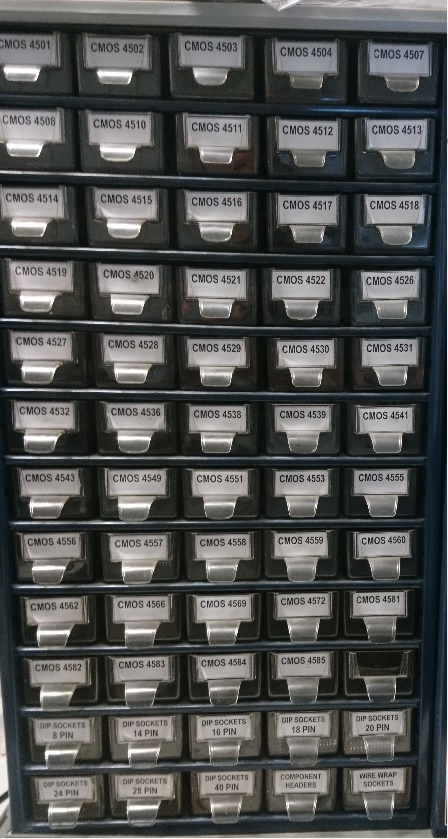 CMOS 4501 CMOS 4502 CMOS 4503 CMOS 4504 CMOS 4507
CMOS 4508 CMOS 4510 CMOS 4511 CMOS 4512 CMOS 4513
CMOS 4514 CMOS 4515 CMOS 4516 CMOS 4517 CMOS 4518
CMOS 4519 CMOS 4520 CMOS 4521 CMOS 4522 CMOS 4526
CMOS 4527 CMOS 4528 CMOS 4529 CMOS 4530 CMOS 4531
CMOS 4532 CMOS 4536 CMOS 4538 CMOS 4539 CMOS 4541
CMOS 4543 CMOS 4549 CMOS 4551 CMOS 4553 CMOS 4555
CMOS 4556 CMOS 4557 CMOS 4558 CMOS 4559 CMOS 4560
CMOS 4562 CMOS 4566 CMOS 4569 CMOS 4572 CMOS 4581
CMOS 4582 CMOS 4583 CMOS 4584 CMOS 4585
DIP SOCKETS DIP SOCKETS DIP SOCKETS DIP SOCKETS DIP SOCKETS
8 PIN 14 PIN 16 PIN 18 PIN 20 PIN
DIP SOCKETS DIP SOCKETS DIP SOCKETS COMPONENT WIRE WRAP
24 PIN 28 PIN 40 PIN HEADERS SOCKETS